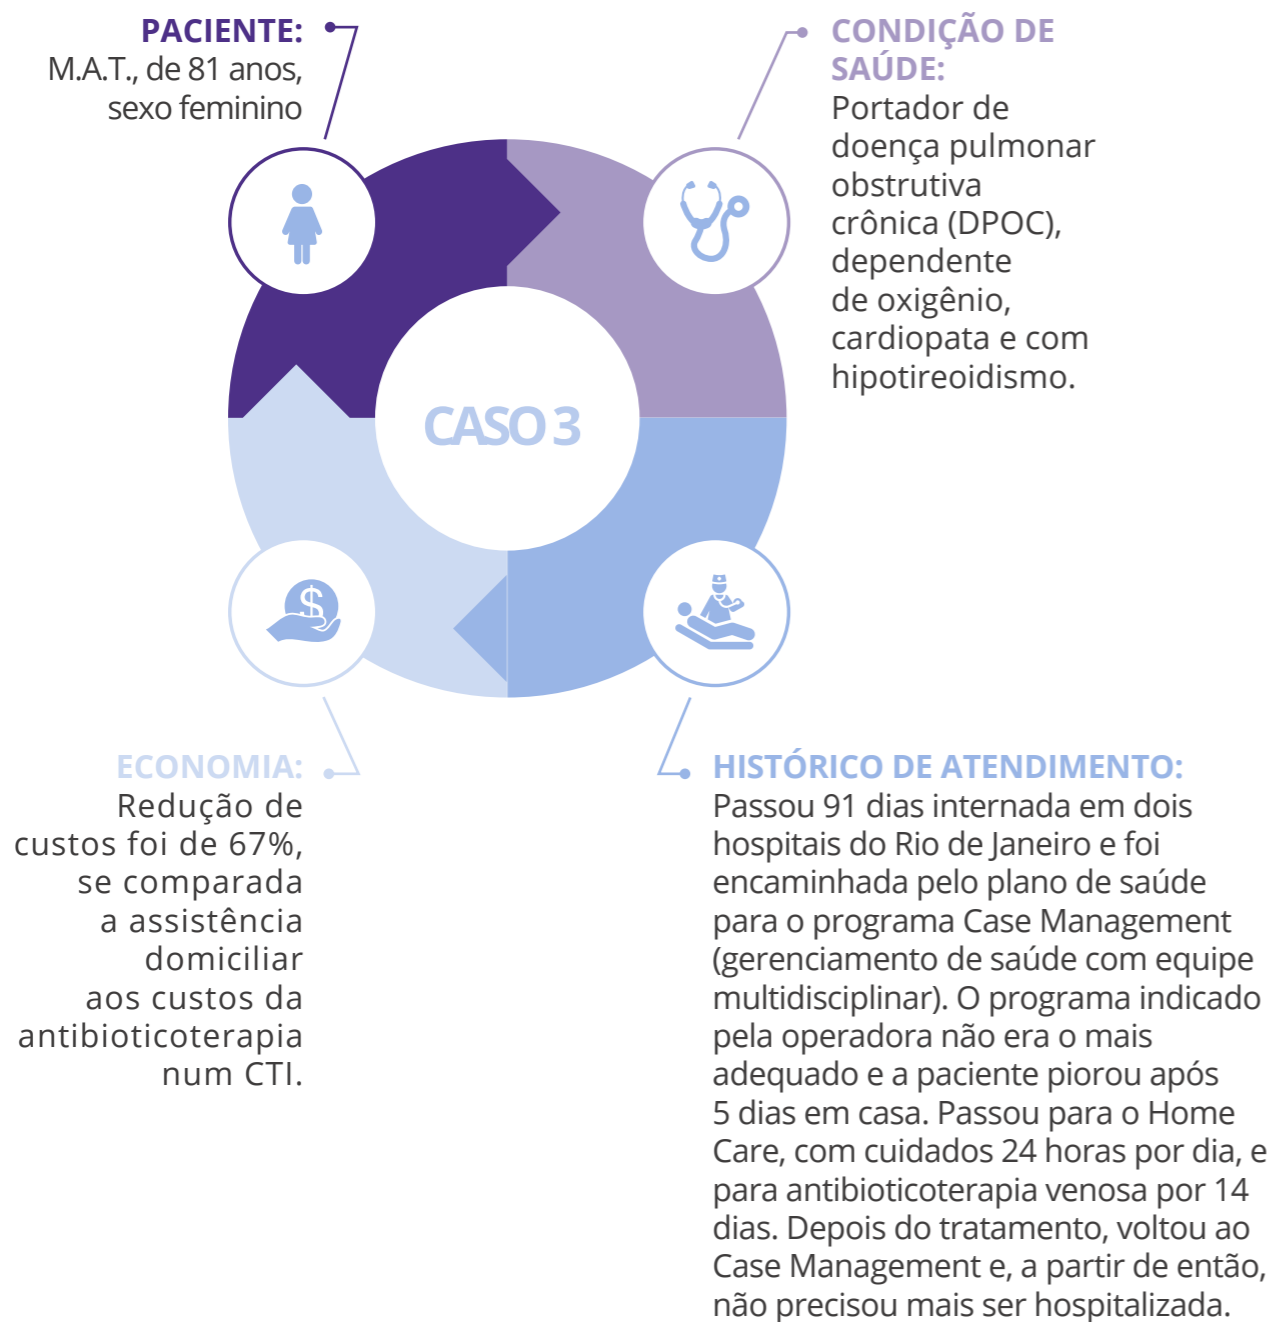 PACIENTE:
M.A.T., de 81 anos,
sexo feminino
CONDIÇÃO DE
SAÚDE:
Portador de
doença pulmonar
obstrutiva
crônica (DPOC),
dependente
de oxigênio,
cardiopata e com
hipotireoidismo.
CASO 3
$
ECONOMIA:
Redução de
custos foi de 67%,
se comparada
a assistência
domiciliar
aos custos da
antibioticoterapia
num CTI.
HISTÓRICO DE ATENDIMENTO:
Passou 91 dias internada em dois
hospitais do Rio de Janeiro e foi
encaminhada pelo plano de saúde
para o programa Case Management
(gerenciamento de saúde com equipe
multidisciplinar). O programa indicado
pela operadora não era o mais
adequado e a paciente piorou após
5 dias em casa. Passou para o Home
Care, com cuidados 24 horas por dia, e
para antibioticoterapia venosa por 14
dias. Depois do tratamento, voltou ao
Case Management e, a partir de então,
não precisou mais ser hospitalizada.